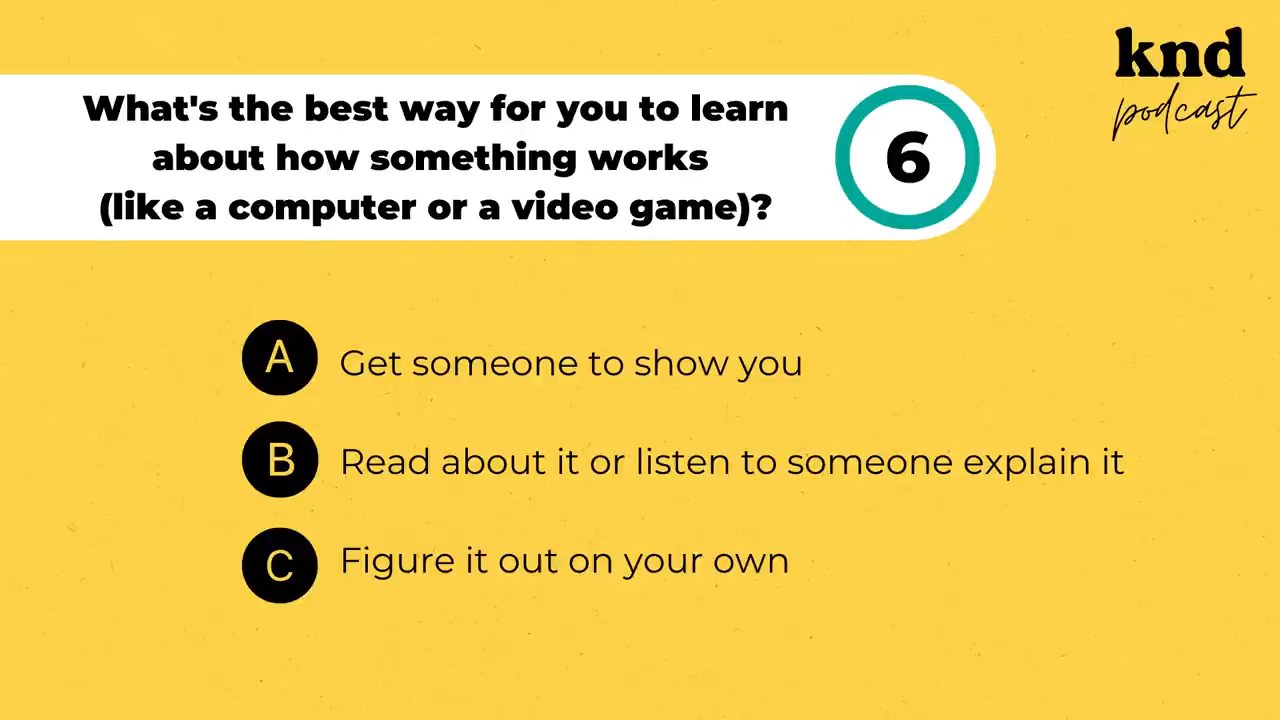 knd
podcast
What's the best way for you to learn
about how something works
(like a computer or a video game)?
6
A Get someone to show you
B Read about it or listen to someone explain it
C Figure it out on your own